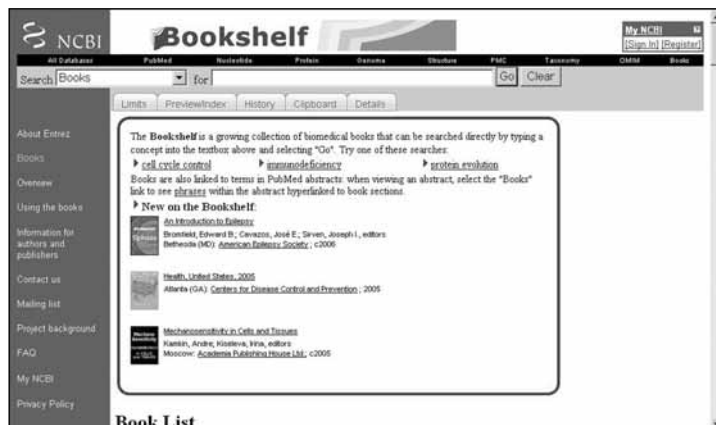 NCBI
Bookshelf
My NCBI
[Sign In] [Register]
All Databases PubMed Nucleotide Protein Genome Structure PMC Taxonomy OMIM Books
Search Books for Go Clear
Limits Preview/Index History Clipboard Details
About Entrez
Books
Overview
Using the books
Information for
authors and
publishers
Contact us
Mailing list
Project background
FAQ
My NCBI
Privacy Policy
The Bookshelf is a growing collection of biomedical books that can be searched directly by typing a
concept into the textbox above and selecting "Go". Try one of these searches:
cell cycle control immunodeficiency protein evolution
Books are also linked to terms in PubMed abstracts: when viewing an abstract, select the "Books"
link to see phrases within the abstract hyperlinked to book sections.
New on the Bookshelf:
An Introduction to Epilepsy
Bromfield, Edward B.; Cavazos, José E.; Sirven, Joseph I., editors
Bethesda (MD): American Epilepsy Society ; c2006
Health, United States, 2005
Atlanta (GA): Centers for Disease Control and Prevention ; 2005
Mechanosensitivity in Cells and Tissues
Kamkin, Andre; Kiseleva, Irina, editors
Moscow: Academia Publishing House Ltd.; c2005
Book List